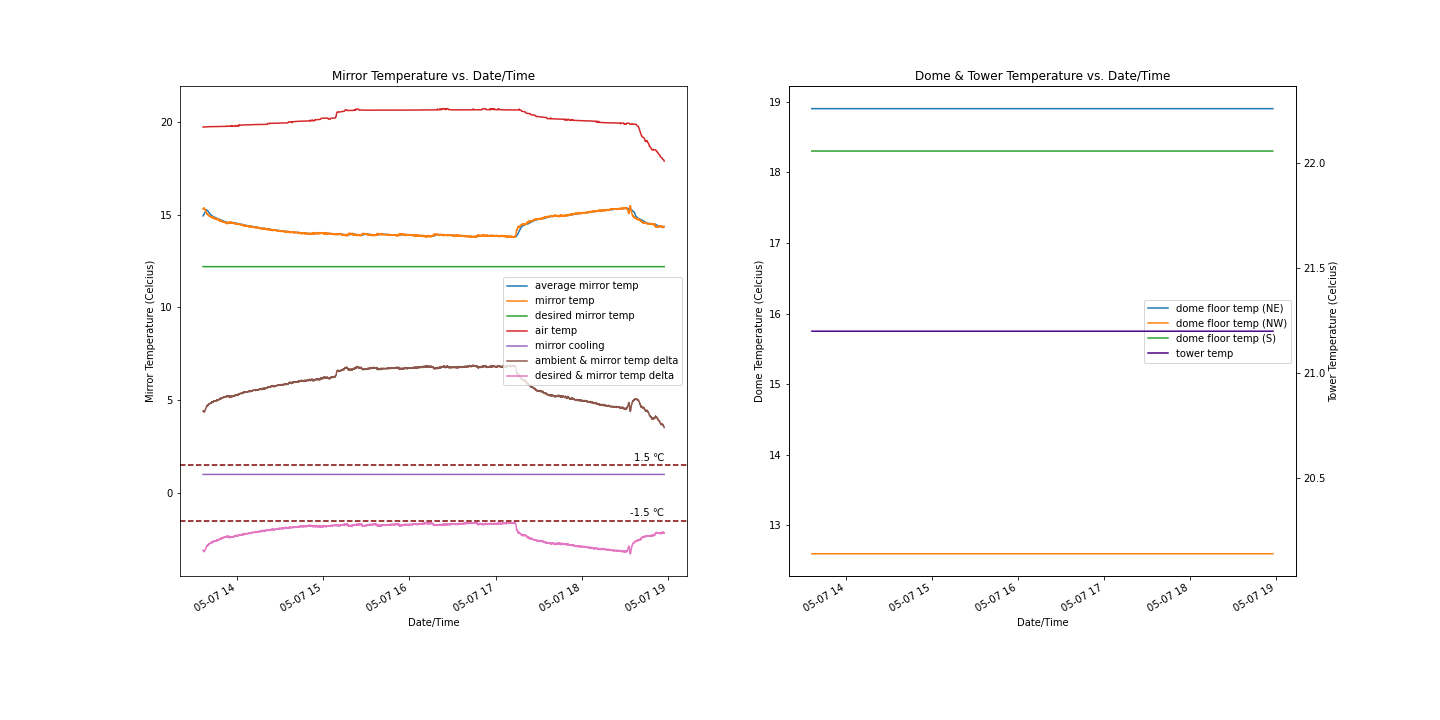 Mirror Temperature vs. Date/Time
Mirror Temperature (Celcius)
20
15
10
5
0
average mirror temp
mirror temp
desired mirror temp
air temp
mirror cooling
ambient & mirror temp delta
desired & mirror temp delta
1.5 °C
-1.5 °C
05-07 14
05-07 15
05-07 16
05-07 17
05-07 18
05-07 19
Date/Time
Dome & Tower Temperature vs. Date/Time
Dome Temperature (Celcius)
19
18
17
16
15
14
13
dome floor temp (NE)
dome floor temp (NW)
dome floor temp (S)
tower temp
22.0
21.5
21.0
20.5
Tower Temperature (Celcius)
05-07 14
05-07 15
05-07 16
05-07 17
05-07 18
05-07 19
Date/Time